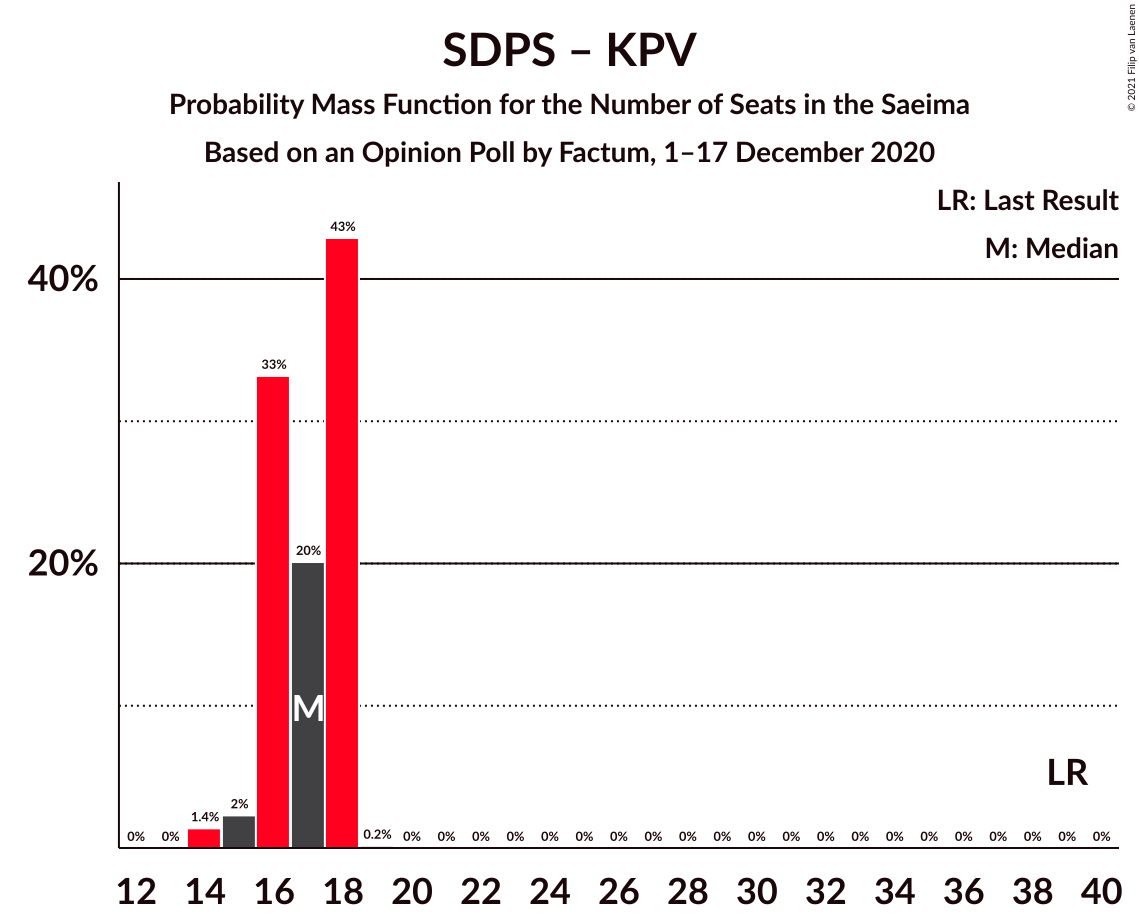 SDPS – KPV
Probability Mass Function for the Number of Seats in the Saeima
Based on an Opinion Poll by Factum, 1–17 December 2020
© 2021 Filip van Laenen
LR: Last Result
M: Median
40%
20%
0% 0% 1.4% 2% 33% 20% 43% 0.2% 0% 0% 0% 0% 0% 0% 0% 0% 0% 0% 0% 0% 0% 0% 0% 0% 0% 0% 0% 0% 0%
M
LR
12 14 16 18 20 22 24 26 28 30 32 34 36 38 40